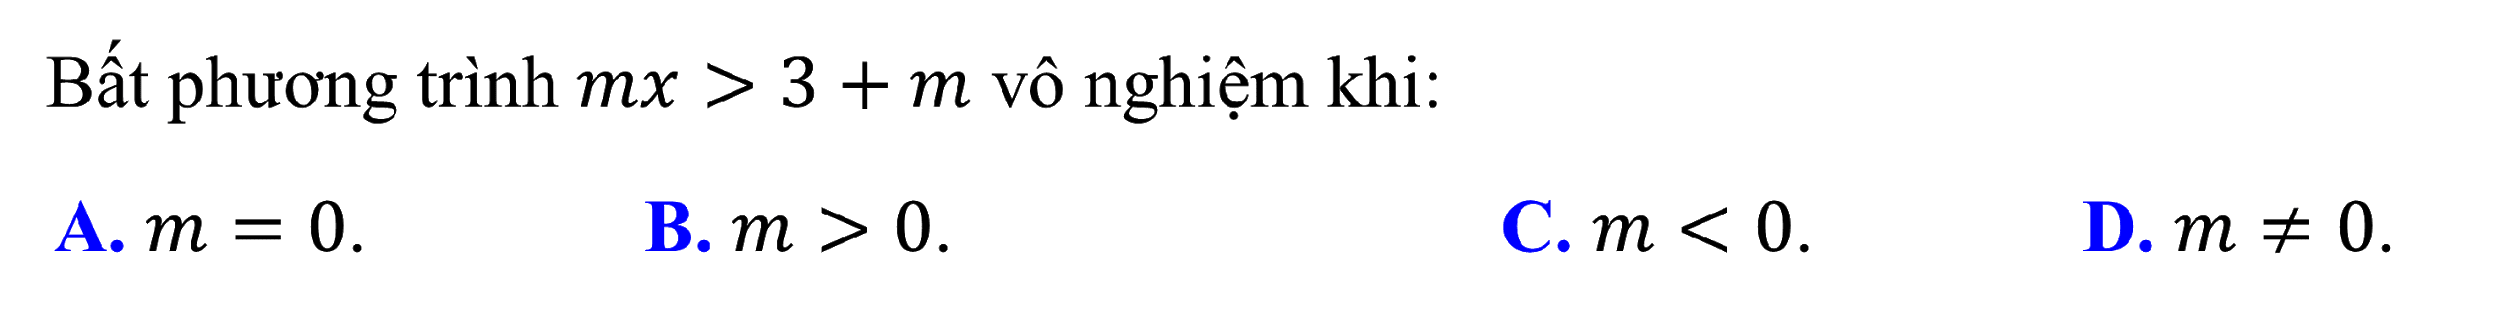 Bất phương trình mx > 3 + m vô nghiệm khi:
A. m = 0. B. m > 0. C. m < 0. D. m ≠ 0.